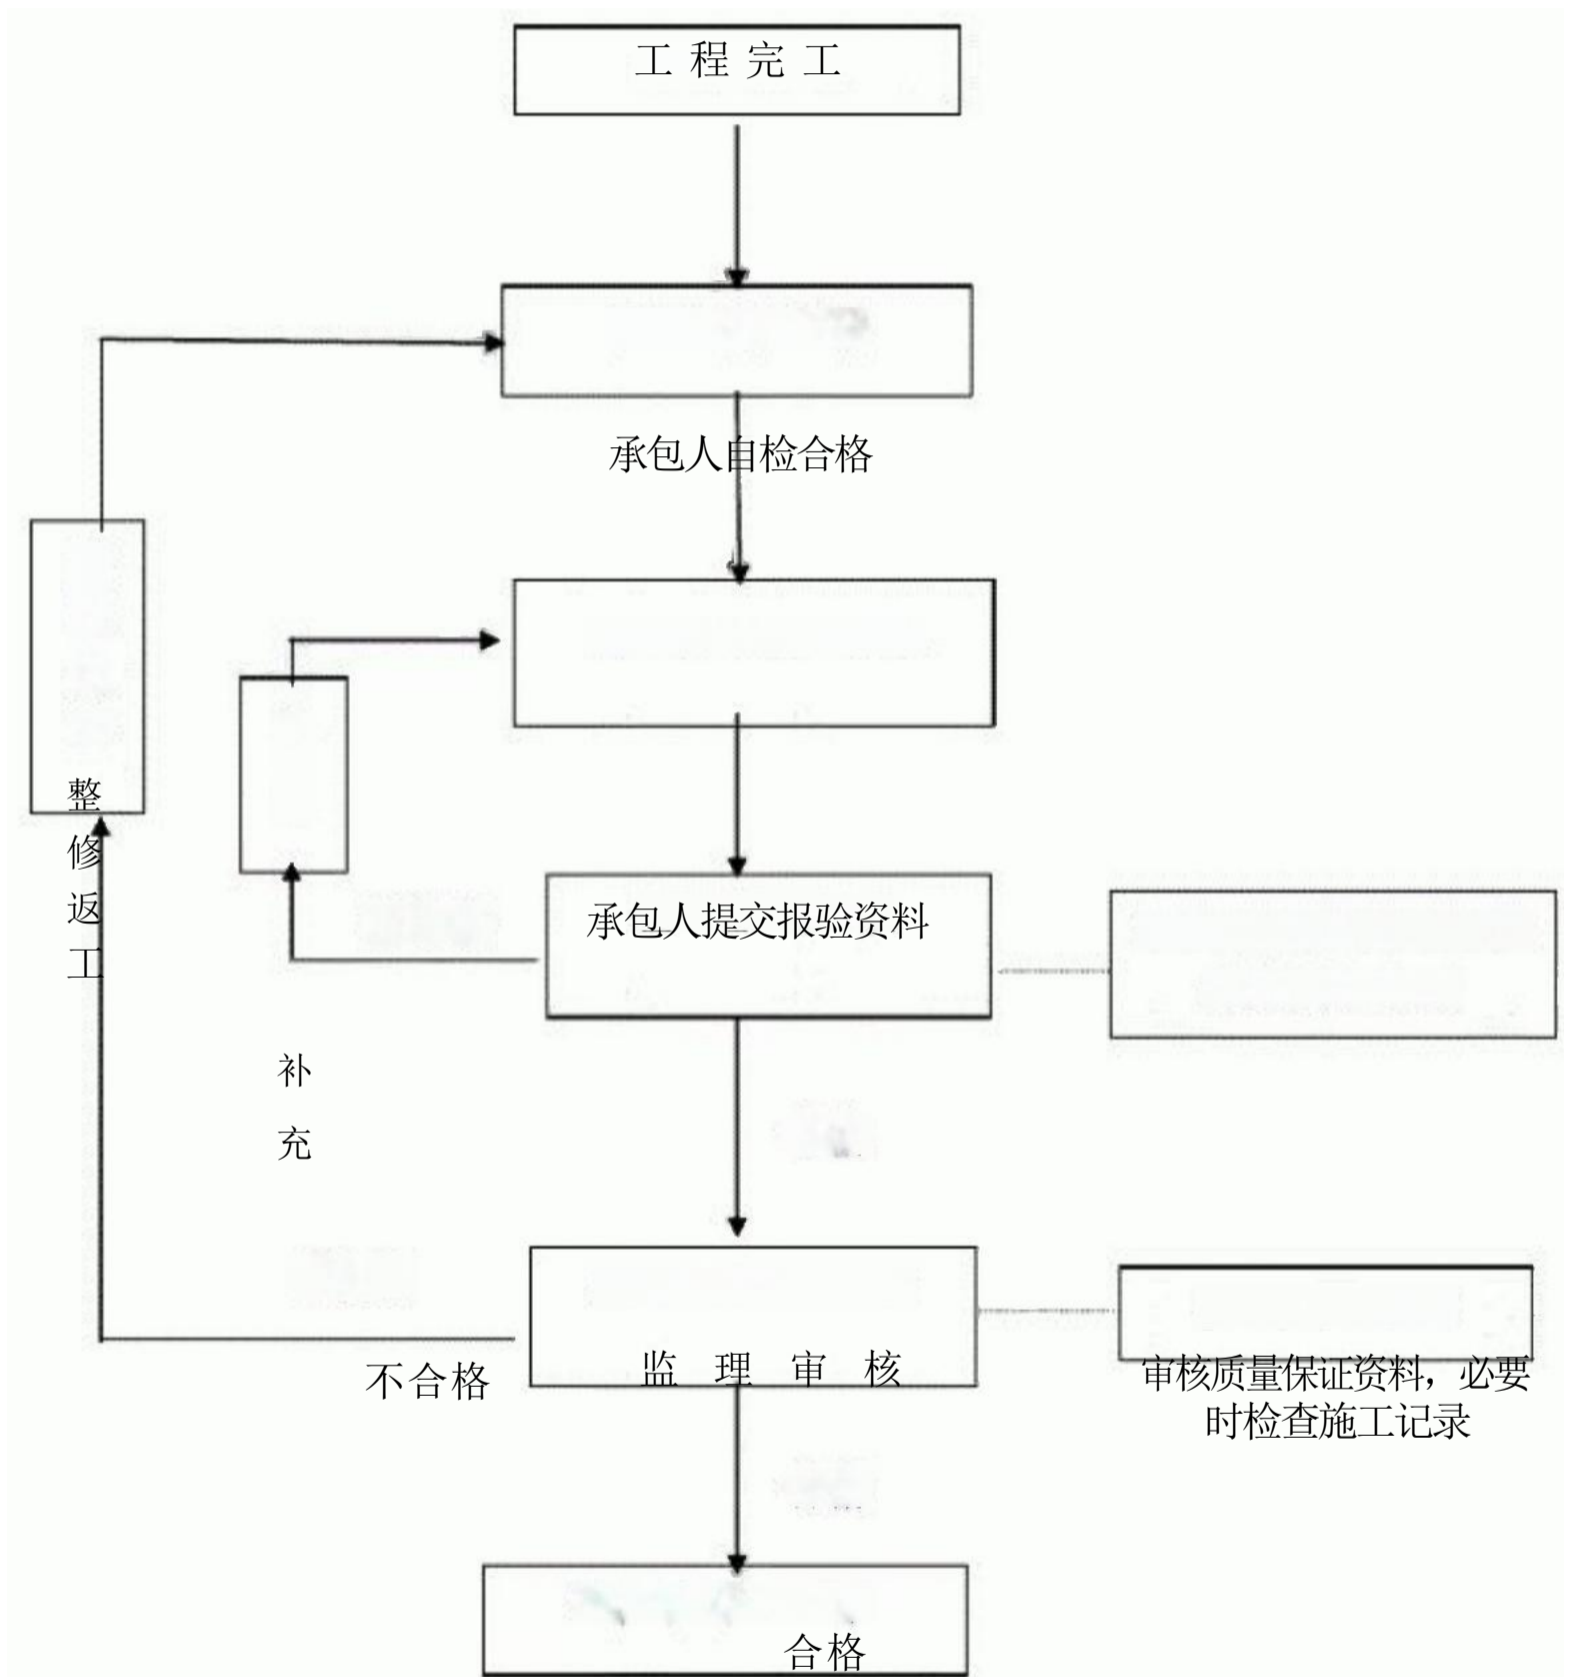 工程完工
承包人自检合格
整
修
返
工
承包人提交报验资料
补
充
不合格
监理审核
审核质量保证资料，必要
时检查施工记录
合格